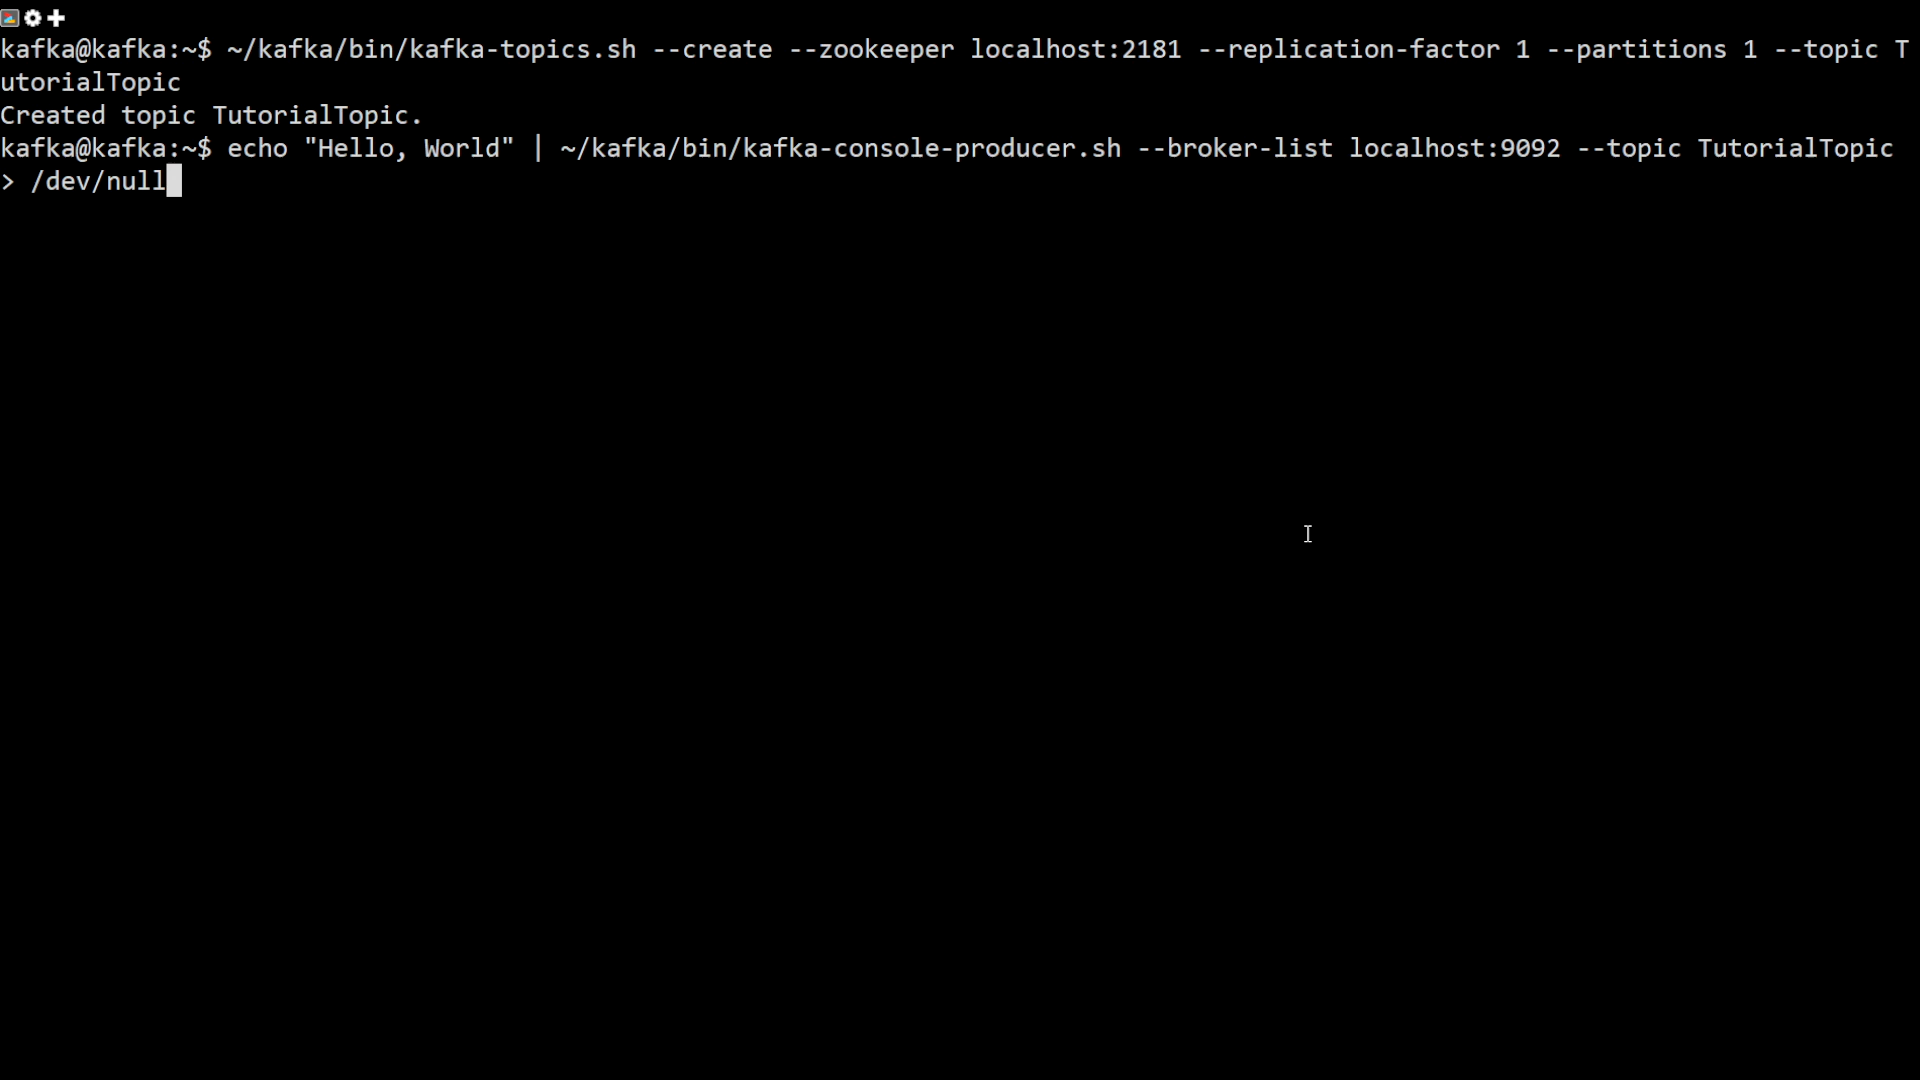 kafka@kafka:~$ ~/kafka/bin/kafka-topics.sh --create --zookeeper localhost:2181 --replication-factor 1 --partitions 1 --topic T
utorialTopic
Created topic TutorialTopic.
kafka@kafka:~$ echo "Hello, World" | ~/kafka/bin/kafka-console-producer.sh --broker-list localhost:9092 --topic TutorialTopic
> /dev/null